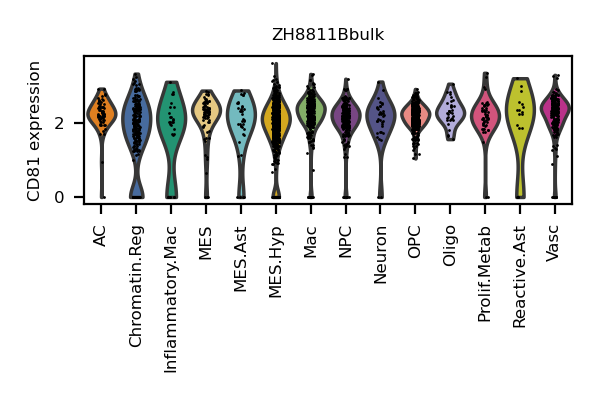 ZH8811Bbulk
CD81 expression
2
0
AC
Chromatin.Reg
Inflammatory.Mac
MES
MES.Ast
MES.Hyp
Mac
NPC
Neuron
OPC
Oligo
Prolif.Metab
Reactive.Ast
Vasc